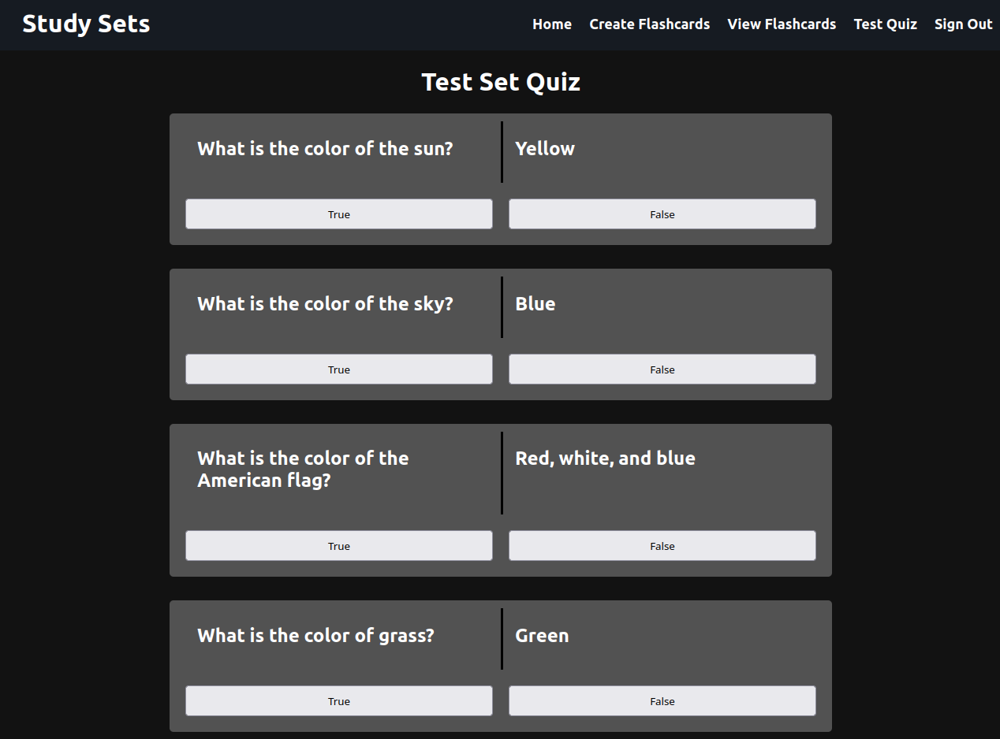 Study Sets
Home Create Flashcards View Flashcards Test Quiz Sign Out
Test Set Quiz
What is the color of the sun?
Yellow
True
False
What is the color of the sky?
Blue
True
False
What is the color of the
American flag?
Red, white, and blue
True
False
What is the color of grass?
Green
True
False